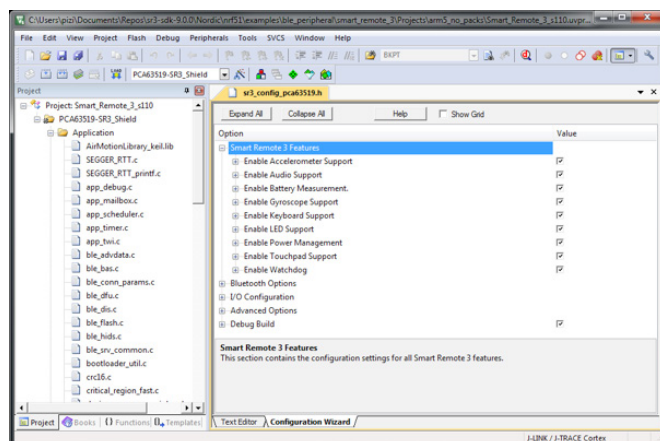 C:\Users\pizi\Documents\Repos\sr3-sdk-9.0.0\Nordic\nrf51\examples\ble_peripheral\smart_remote_3\Projects\arm5_no_packs\Smart_Remote_3_s110.uvpr...
File Edit View Project Flash Debug Peripherals Tools SVCS Window Help
BKPT
LOAD PCA63519-SR3_Shield
Project
sr3_config_pca63519.h
Project: Smart_Remote_3_s110
PCA63519-SR3_Shield
Application
AirMotionLibrary_keil.lib
SEGGER_RTT.c
SEGGER_RTT_printf.c
app_debug.c
app_mailbox.c
app_scheduler.c
app_timer.c
app_twi.c
ble_advdata.c
ble_bas.c
ble_conn_params.c
ble_dfu.c
ble_dis.c
ble_flash.c
ble_hids.c
ble_srv_common.c
bootloader_util.c
crc16.c
critical_region_fast.c
Project Books {} Functions 0. Templates
Expand All Collapse All Help Show Grid
Option Value
Smart Remote 3 Features
Enable Accelerometer Support
Enable Audio Support
Enable Battery Measurement.
Enable Gyroscope Support
Enable Keyboard Support
Enable LED Support
Enable Power Management
Enable Touchpad Support
Enable Watchdog
Bluetooth Options
I/O Configuration
Advanced Options
Debug Build
Smart Remote 3 Features
This section contains the configuration settings for all Smart Remote 3 features.
Text Editor Configuration Wizard
J-LINK / J-TRACE Cortex